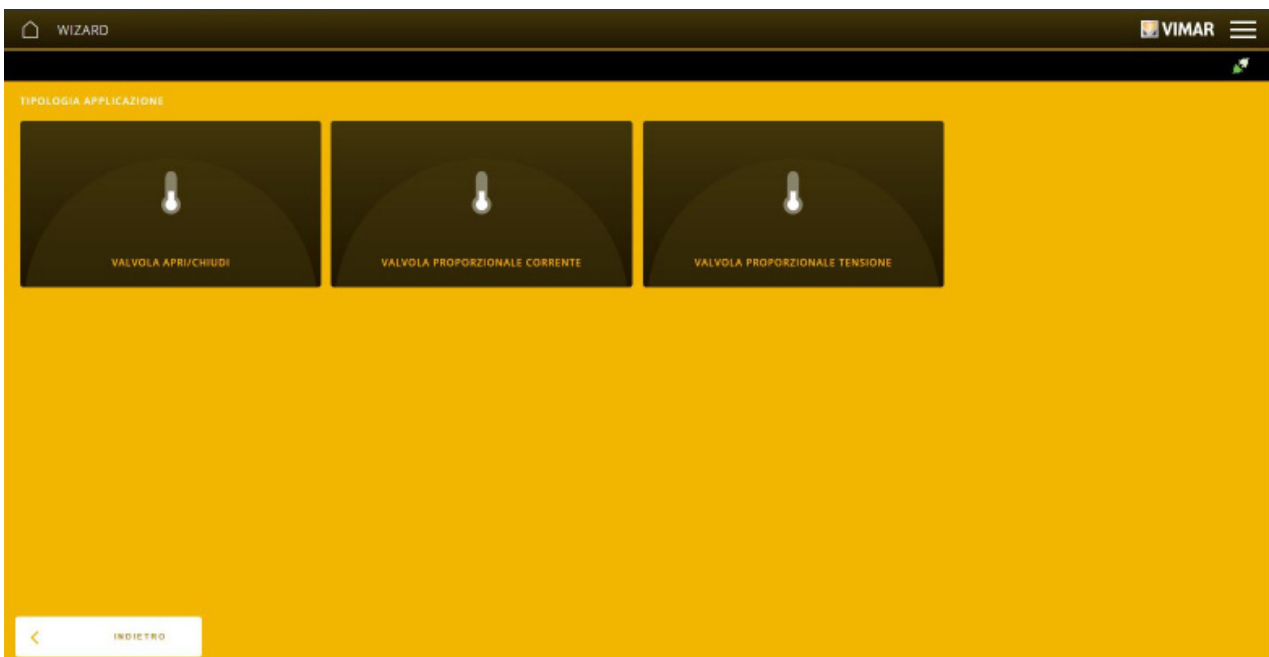 WIZARD
VIMAR
TIPOLOGIA APPLICAZIONE
VALVOLA APRI/CHIUDI
VALVOLA PROPORZIONALE CORRENTE
VALVOLA PROPORZIONALE TENSIONE
INDIETRO